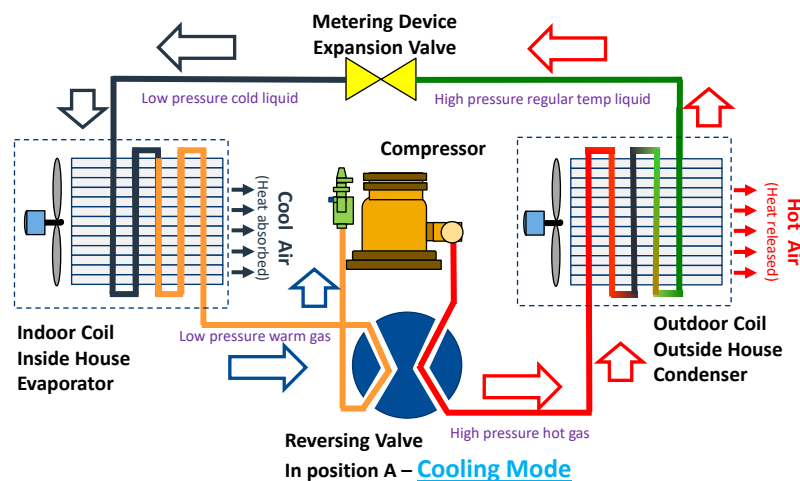 Metering Device
Expansion Valve
Low pressure cold liquid
High pressure regular temp liquid
Compressor
Cool Air
(Heat absorbed)
Hot Air
(Heat released)
Indoor Coil
Inside House
Evaporator
Low pressure warm gas
Outdoor Coil
Outside House
Condenser
Reversing Valve
In position A – Cooling Mode
High pressure hot gas